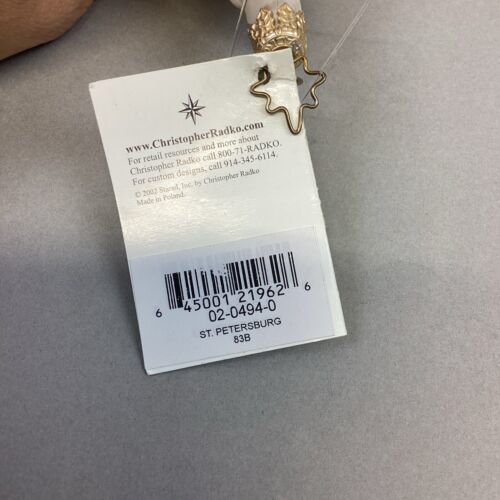 www.ChristopherRadko.com
For retail resources and more about
Christopher Radko call 800-71-RADKO.
For custom designs, call 914-345-6114.
© 2002 Starad, Inc. by Christopher Radko
Made in Poland.
6 45001 21962 6
02-0494-0
ST. PETERSBURG
83B